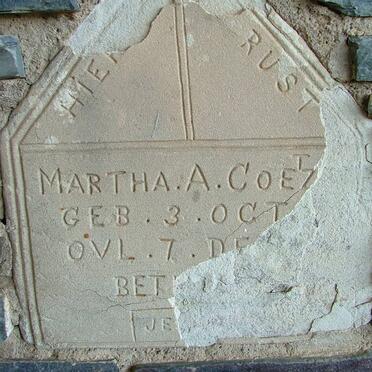 HIER RUST
MARTHA.A.COET
GEB.3.OCT
OVL.7.DE
BET
JE